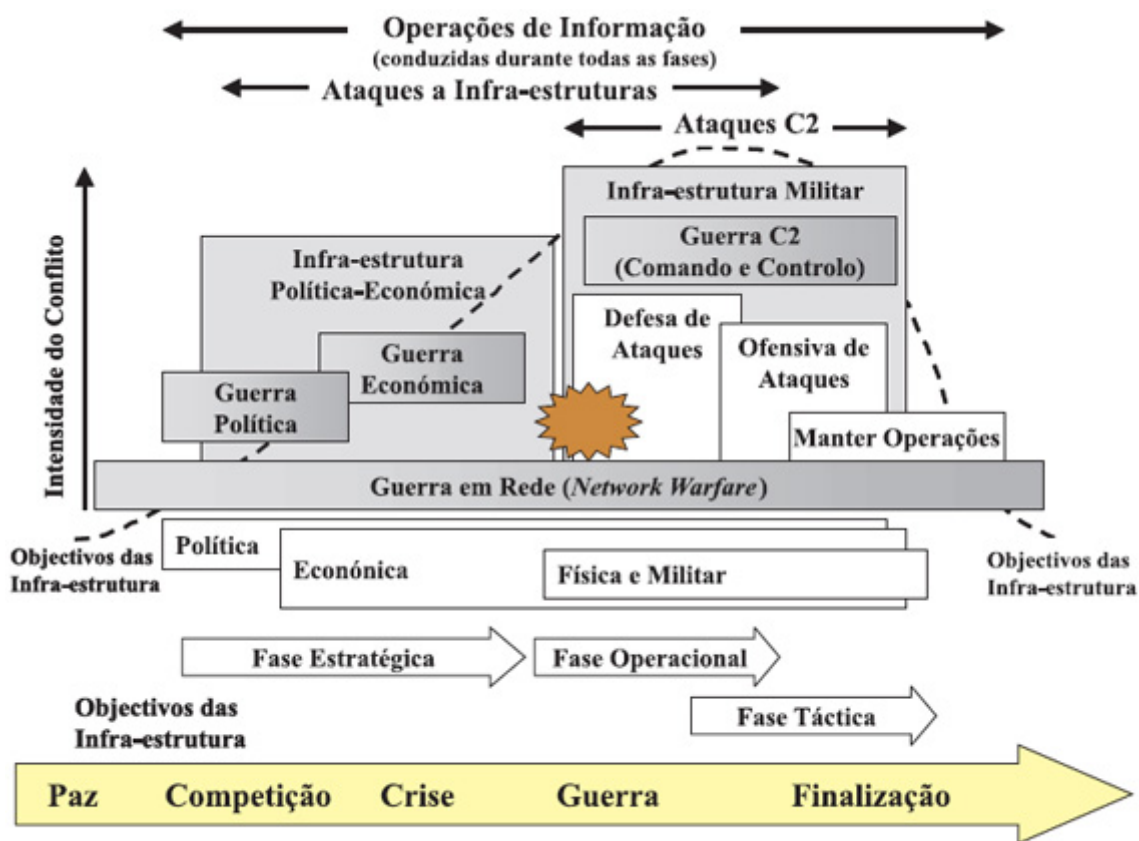 Operações de Informação
(conduzidas durante todas as fases)
Ataques a Infra-estruturas
Ataques C2
Intensidade do Conflito
Infra-estrutura
Política-Económica
Infra-estrutura Militar
Guerra C2
(Comando e Controlo)
Defesa de
Ataques
Ofensiva de
Ataques
Guerra
Económica
Guerra
Política
Manter Operações
Guerra em Rede (Network Warfare)
Objectivos das
Infra-estrutura
Política
Económica
Física e Militar
Objectivos das
Infra-estrutura
Fase Estratégica
Fase Operacional
Fase Táctica
Objectivos das
Infra-estrutura
Paz Competição Crise Guerra Finalização